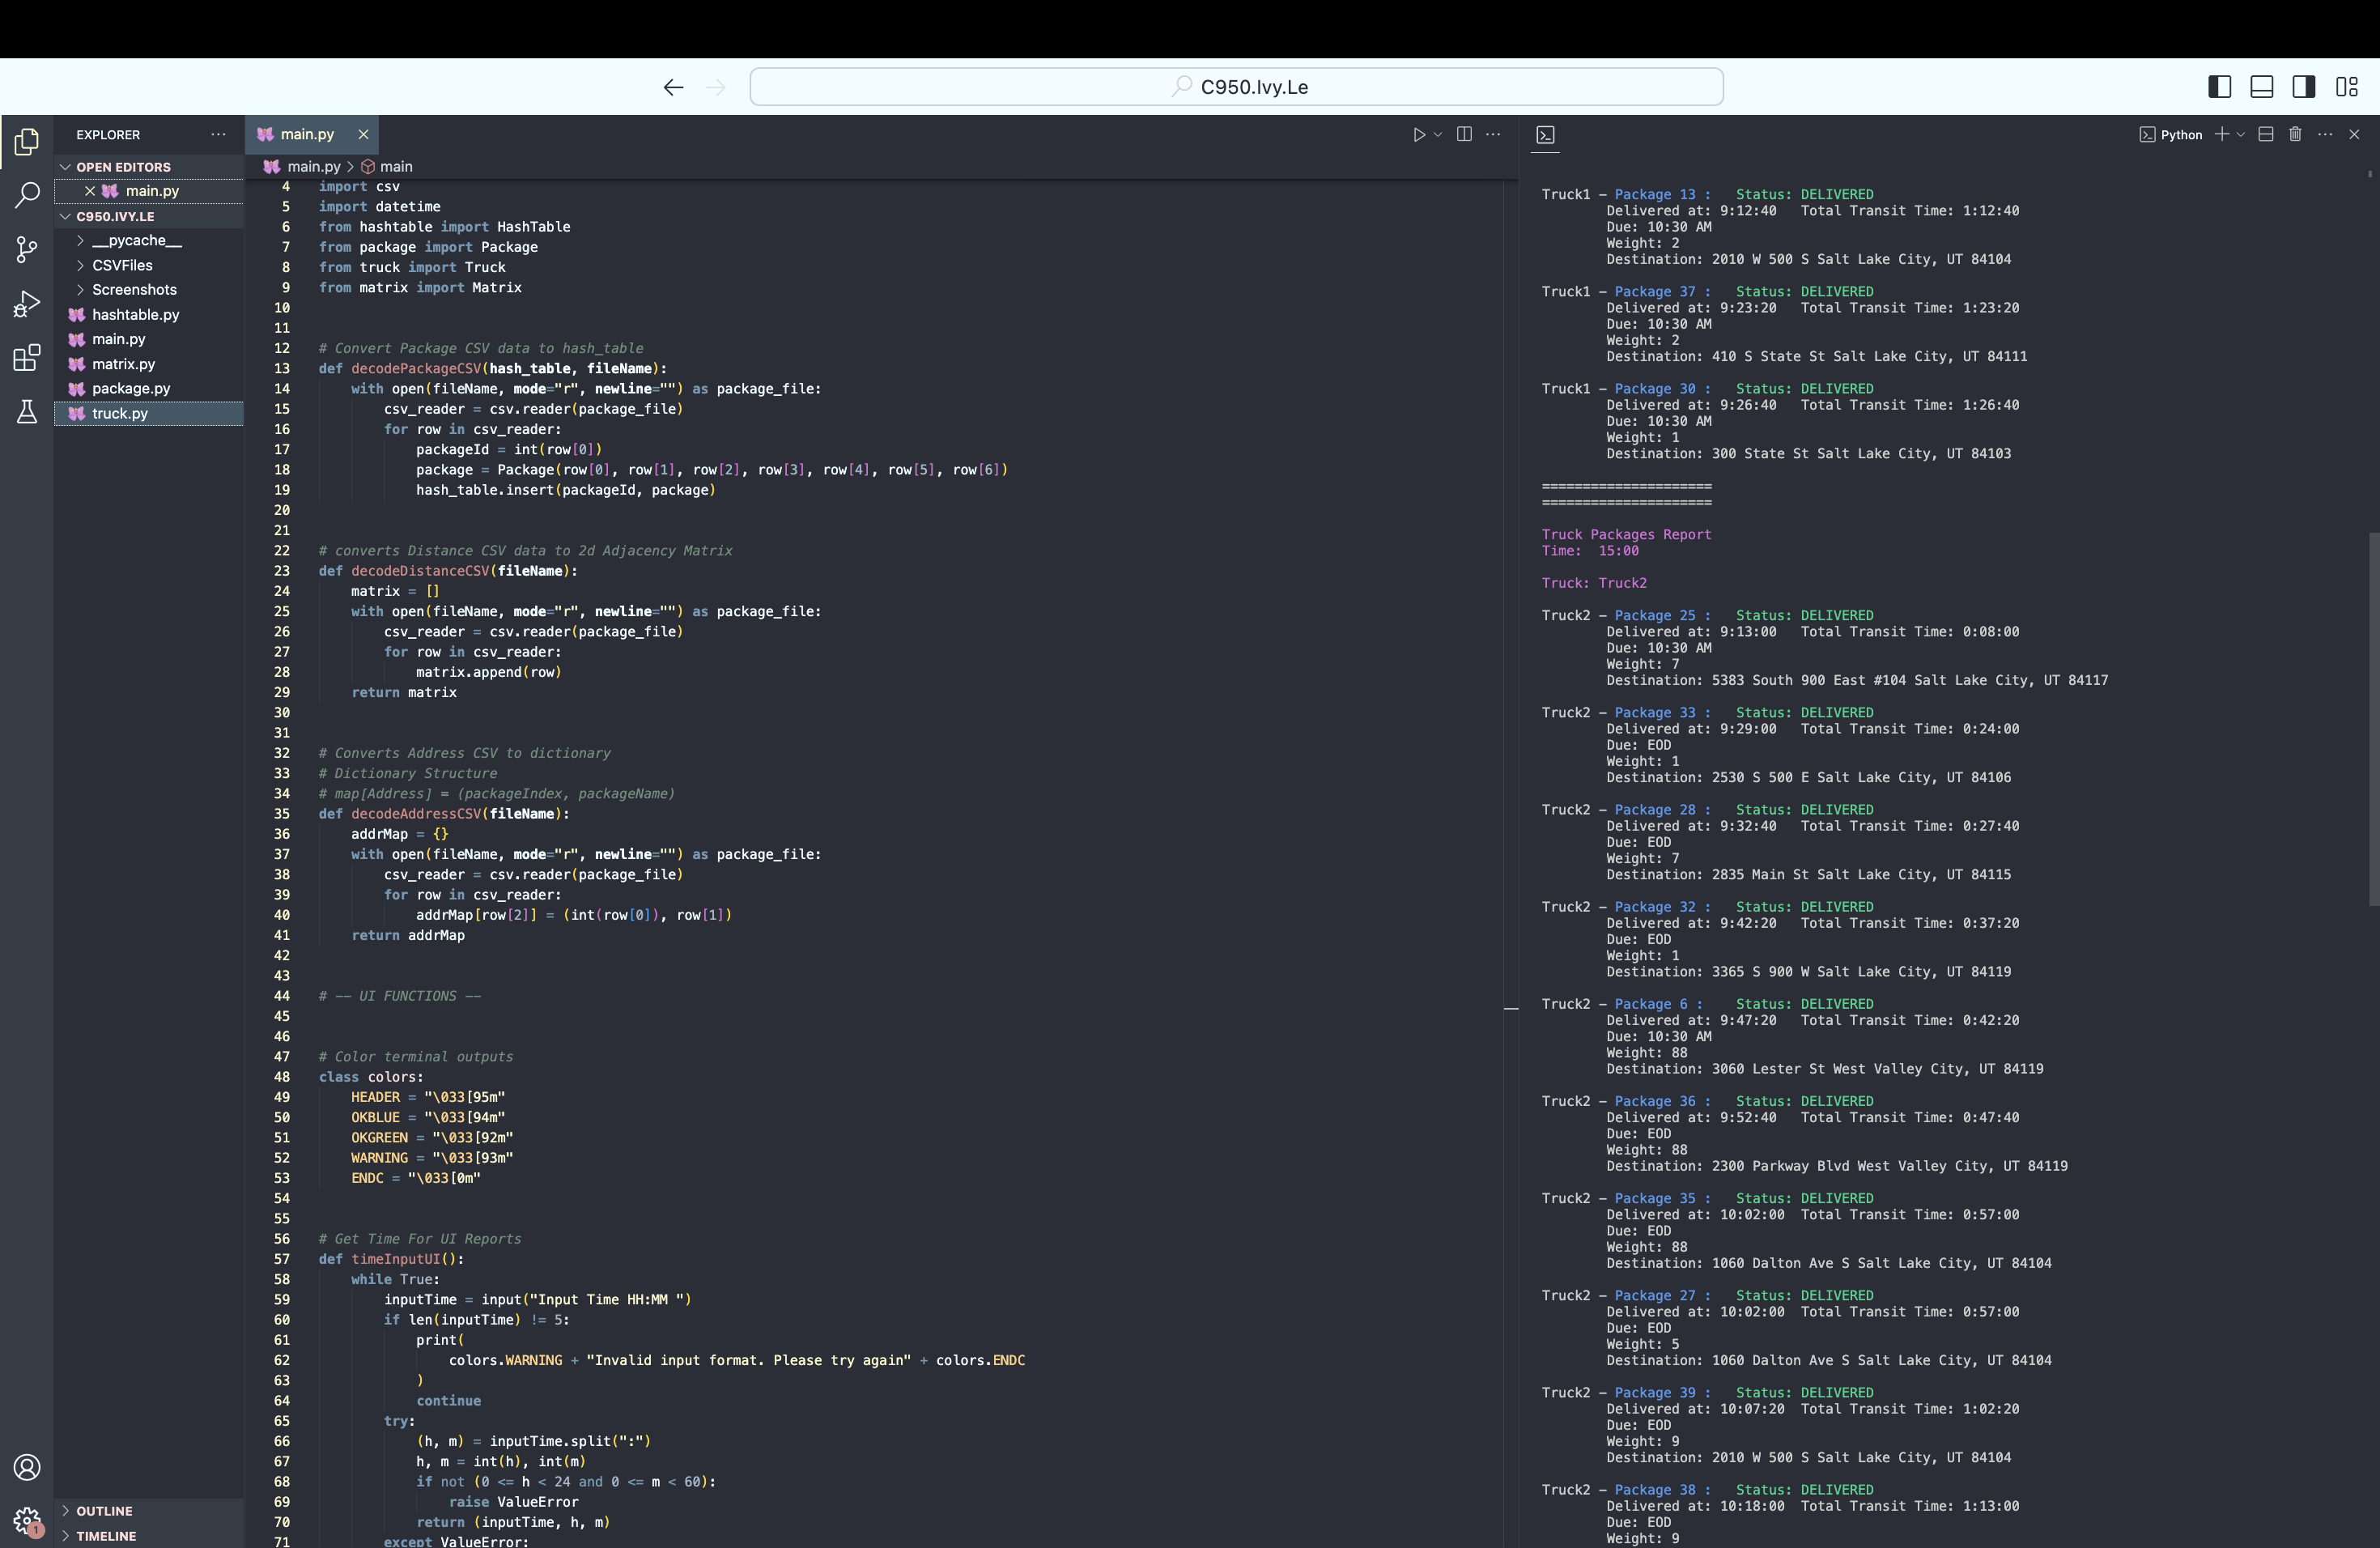 C950.Ivy.Le
EXPLORER
OPEN EDITORS
main.py
C950.IVY.LE
__pycache__
CSVFiles
Screenshots
hashtable.py
main.py
matrix.py
package.py
truck.py
1
OUTLINE
TIMELINE
main.py
main.py > main
4 import csv
5 import datetime
6 from hashtable import HashTable
7 from package import Package
8 from truck import Truck
9 from matrix import Matrix
10
11
12 # Convert Package CSV data to hash_table
13 def decodePackageCSV(hash_table, fileName):
14     with open(fileName, mode="r", newline="") as package_file:
15         csv_reader = csv.reader(package_file)
16         for row in csv_reader:
17             packageId = int(row[0])
18             package = Package(row[0], row[1], row[2], row[3], row[4], row[5], row[6])
19             hash_table.insert(packageId, package)
20
21
22 # converts Distance CSV data to 2d Adjacency Matrix
23 def decodeDistanceCSV(fileName):
24     matrix = []
25     with open(fileName, mode="r", newline="") as package_file:
26         csv_reader = csv.reader(package_file)
27         for row in csv_reader:
28             matrix.append(row)
29     return matrix
30
31
32 # Converts Address CSV to dictionary
33 # Dictionary Structure
34 # map[Address] = (packageIndex, packageName)
35 def decodeAddressCSV(fileName):
36     addrMap = {}
37     with open(fileName, mode="r", newline="") as package_file:
38         csv_reader = csv.reader(package_file)
39         for row in csv_reader:
40             addrMap[row[2]] = (int(row[0]), row[1])
41     return addrMap
42
43
44 # -- UI FUNCTIONS --
45
46
47 # Color terminal outputs
48 class colors:
49     HEADER = "\033[95m"
50     OKBLUE = "\033[94m"
51     OKGREEN = "\033[92m"
52     WARNING = "\033[93m"
53     ENDC = "\033[0m"
54
55
56 # Get Time For UI Reports
57 def timeInputUI():
58     while True:
59         inputTime = input("Input Time HH:MM ")
60         if len(inputTime) != 5:
61             print(
62                 colors.WARNING + "Invalid input format. Please try again" + colors.ENDC
63             )
64             continue
65         try:
66             (h, m) = inputTime.split(":")
67             h, m = int(h), int(m)
68             if not (0 <= h < 24 and 0 <= m < 60):
69                 raise ValueError
70             return (inputTime, h, m)
71         except ValueError:
Python
Truck1 - Package 13 :   Status: DELIVERED
Delivered at: 9:12:40   Total Transit Time: 1:12:40
Due: 10:30 AM
Weight: 2
Destination: 2010 W 500 S Salt Lake City, UT 84104
Truck1 - Package 37 :   Status: DELIVERED
Delivered at: 9:23:20   Total Transit Time: 1:23:20
Due: 10:30 AM
Weight: 2
Destination: 410 S State St Salt Lake City, UT 84111
Truck1 - Package 30 :   Status: DELIVERED
Delivered at: 9:26:40   Total Transit Time: 1:26:40
Due: 10:30 AM
Weight: 1
Destination: 300 State St Salt Lake City, UT 84103
=====================
=====================
Truck Packages Report
Time:  15:00
Truck: Truck2
Truck2 - Package 25 :   Status: DELIVERED
Delivered at: 9:13:00   Total Transit Time: 0:08:00
Due: 10:30 AM
Weight: 7
Destination: 5383 South 900 East #104 Salt Lake City, UT 84117
Truck2 - Package 33 :   Status: DELIVERED
Delivered at: 9:29:00   Total Transit Time: 0:24:00
Due: EOD
Weight: 1
Destination: 2530 S 500 E Salt Lake City, UT 84106
Truck2 - Package 28 :   Status: DELIVERED
Delivered at: 9:32:40   Total Transit Time: 0:27:40
Due: EOD
Weight: 7
Destination: 2835 Main St Salt Lake City, UT 84115
Truck2 - Package 32 :   Status: DELIVERED
Delivered at: 9:42:20   Total Transit Time: 0:37:20
Due: EOD
Weight: 1
Destination: 3365 S 900 W Salt Lake City, UT 84119
Truck2 - Package 6 :    Status: DELIVERED
Delivered at: 9:47:20   Total Transit Time: 0:42:20
Due: 10:30 AM
Weight: 88
Destination: 3060 Lester St West Valley City, UT 84119
Truck2 - Package 36 :   Status: DELIVERED
Delivered at: 9:52:40   Total Transit Time: 0:47:40
Due: EOD
Weight: 88
Destination: 2300 Parkway Blvd West Valley City, UT 84119
Truck2 - Package 35 :   Status: DELIVERED
Delivered at: 10:02:00  Total Transit Time: 0:57:00
Due: EOD
Weight: 88
Destination: 1060 Dalton Ave S Salt Lake City, UT 84104
Truck2 - Package 27 :   Status: DELIVERED
Delivered at: 10:02:00  Total Transit Time: 0:57:00
Due: EOD
Weight: 5
Destination: 1060 Dalton Ave S Salt Lake City, UT 84104
Truck2 - Package 39 :   Status: DELIVERED
Delivered at: 10:07:20  Total Transit Time: 1:02:20
Due: EOD
Weight: 9
Destination: 2010 W 500 S Salt Lake City, UT 84104
Truck2 - Package 38 :   Status: DELIVERED
Delivered at: 10:18:00  Total Transit Time: 1:13:00
Due: EOD
Weight: 9